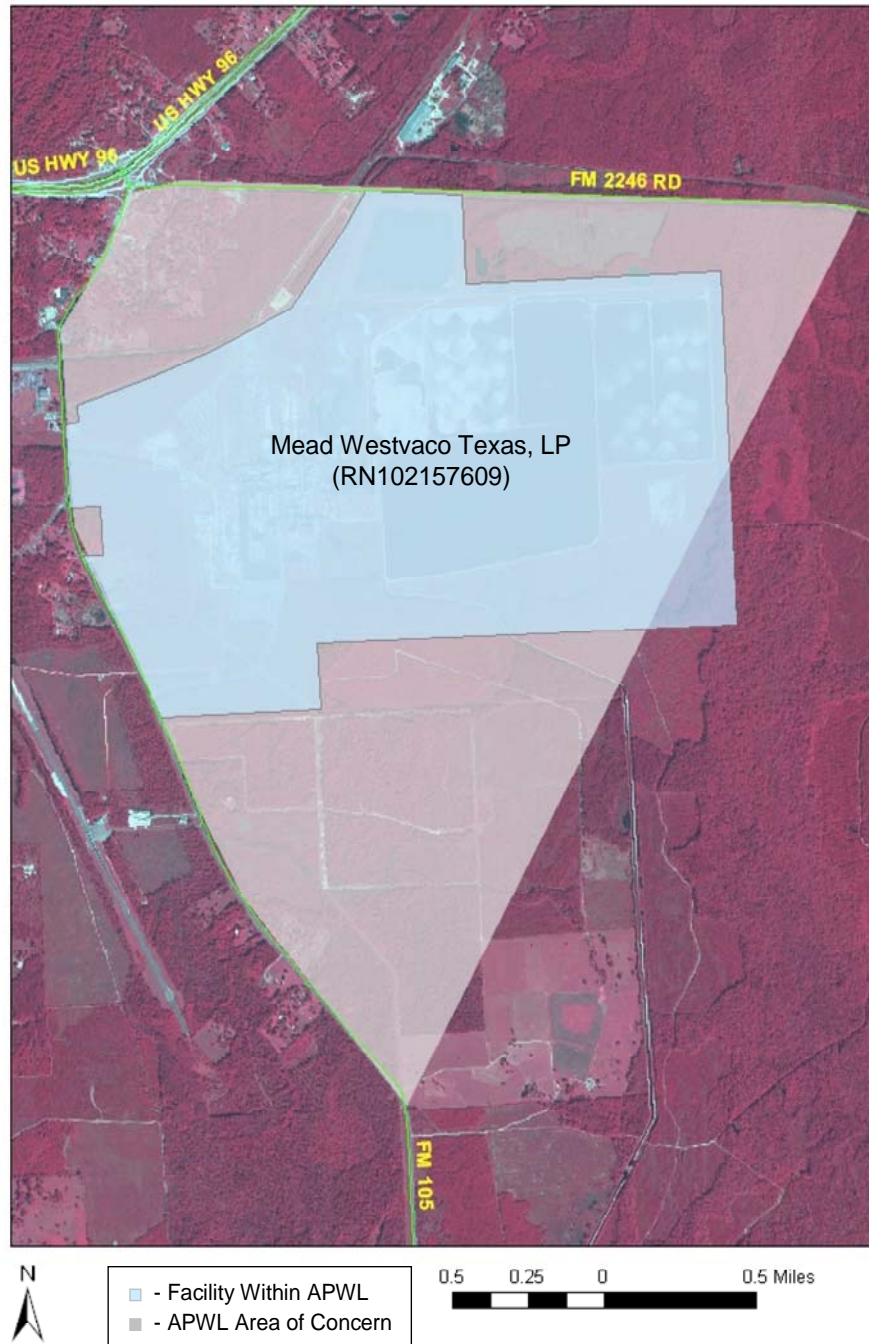 US HWY 96
US HWY 96
FM 2246 RD
Mead Westvaco Texas, LP
(RN102157609)
FM 105
N
- Facility Within APWL
- APWL Area of Concern
0.5 0.25 0 0.5 Miles